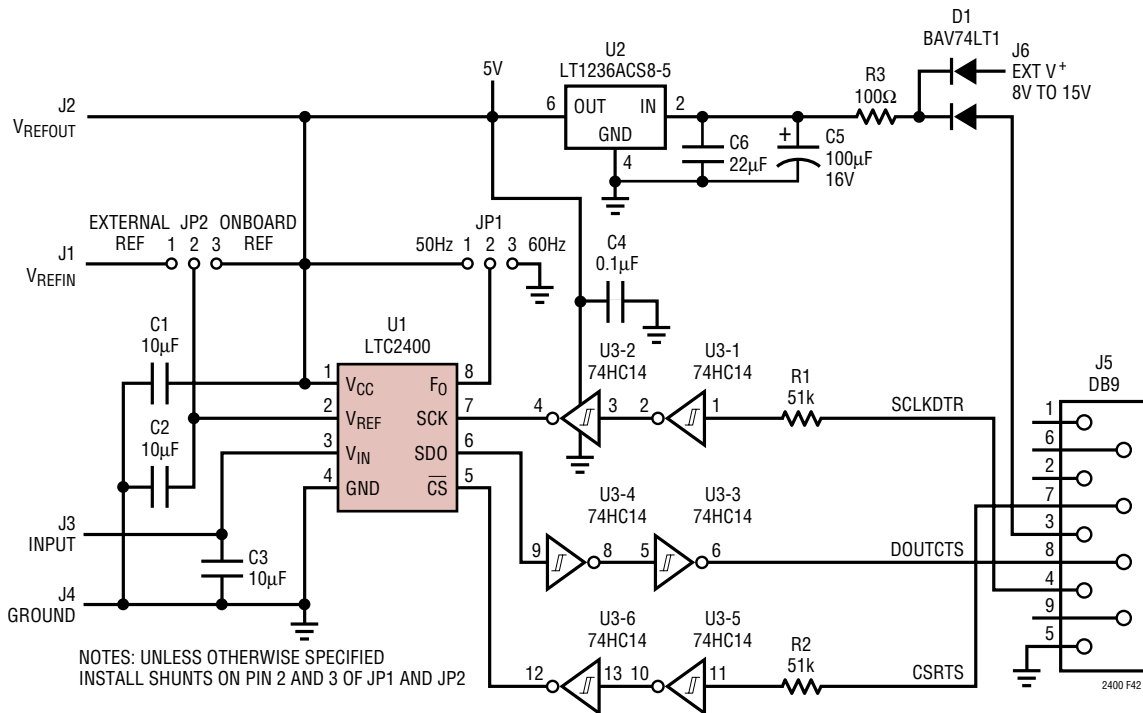 D1
BAV74LT1
J6
EXT V+
8V TO 15V
U2
LT1236ACS8-5
R3
100Ω
5V
6 OUT IN 2
GND
4
J2
VREFOUT
C6
22µF
+
C5
100µF
16V
EXTERNAL REF
JP2
ONBOARD REF
1 2 3
J1
VREFIN
JP1
50Hz 1 2 3 60Hz
C4
0.1µF
C1
10µF
C2
10µF
U1
LTC2400
1 VCC FO 8
2 VREF SCK 7
3 VIN SDO 6
4 GND CS 5
U3-2
74HC14
U3-1
74HC14
4 3 2 1
R1
51k
SCLKDTR
J5
DB9
1
6
2
7
3
8
4
9
5
U3-4
74HC14
U3-3
74HC14
9 8 5 6
DOUTCTS
J3
INPUT
C3
10µF
J4
GROUND
U3-6
74HC14
U3-5
74HC14
12 13 10 11
R2
51k
CSRTS
NOTES: UNLESS OTHERWISE SPECIFIED
INSTALL SHUNTS ON PIN 2 AND 3 OF JP1 AND JP2
2400 F42